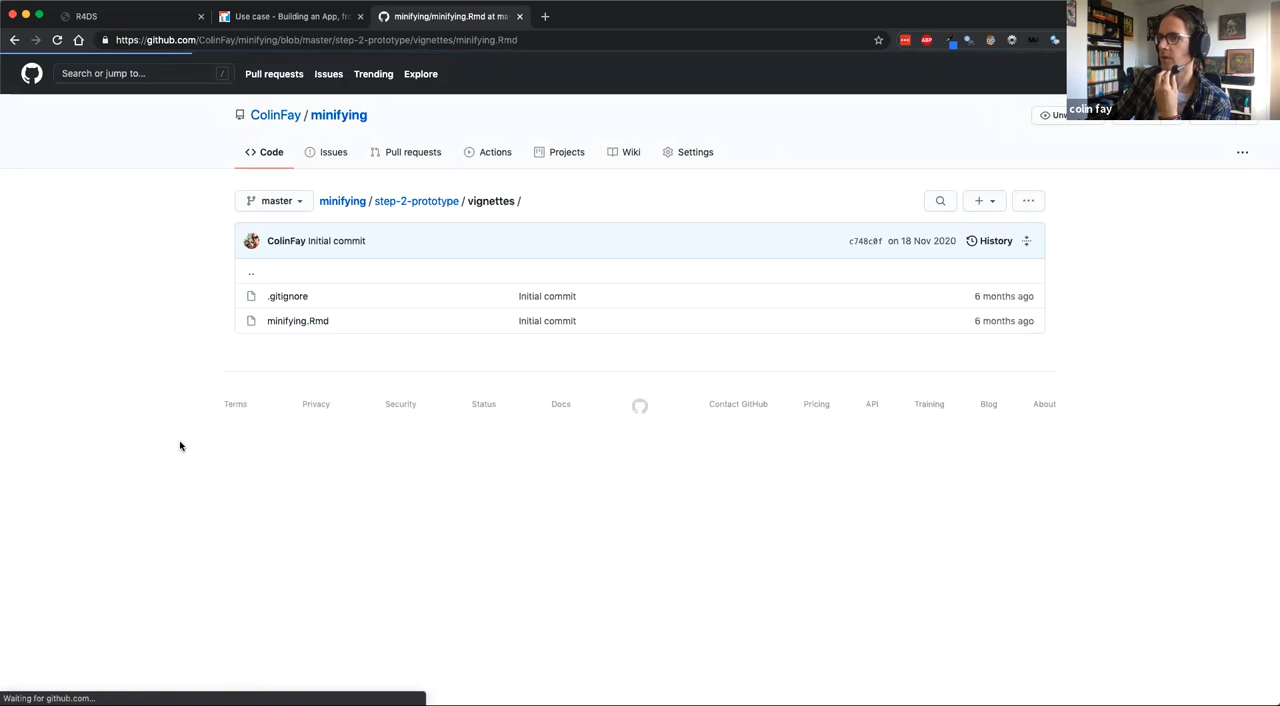 R4DS
Use case - Building an App, fro
minifying/minifying.Rmd at ma
https://github.com/ColinFay/minifying/blob/master/step-2-prototype/vignettes/minifying.Rmd
ABP
Search or jump to...
/
Pull requests
Issues
Trending
Explore
colin fay
ColinFay / minifying
Code
Issues
Pull requests
Actions
Projects
Wiki
Settings
master
minifying / step-2-prototype / vignettes /
ColinFay Initial commit
c748c0f on 18 Nov 2020
History
..
.gitignore
Initial commit
6 months ago
minifying.Rmd
Initial commit
6 months ago
Terms
Privacy
Security
Status
Docs
Contact GitHub
Pricing
API
Training
Blog
About
Waiting for github.com...